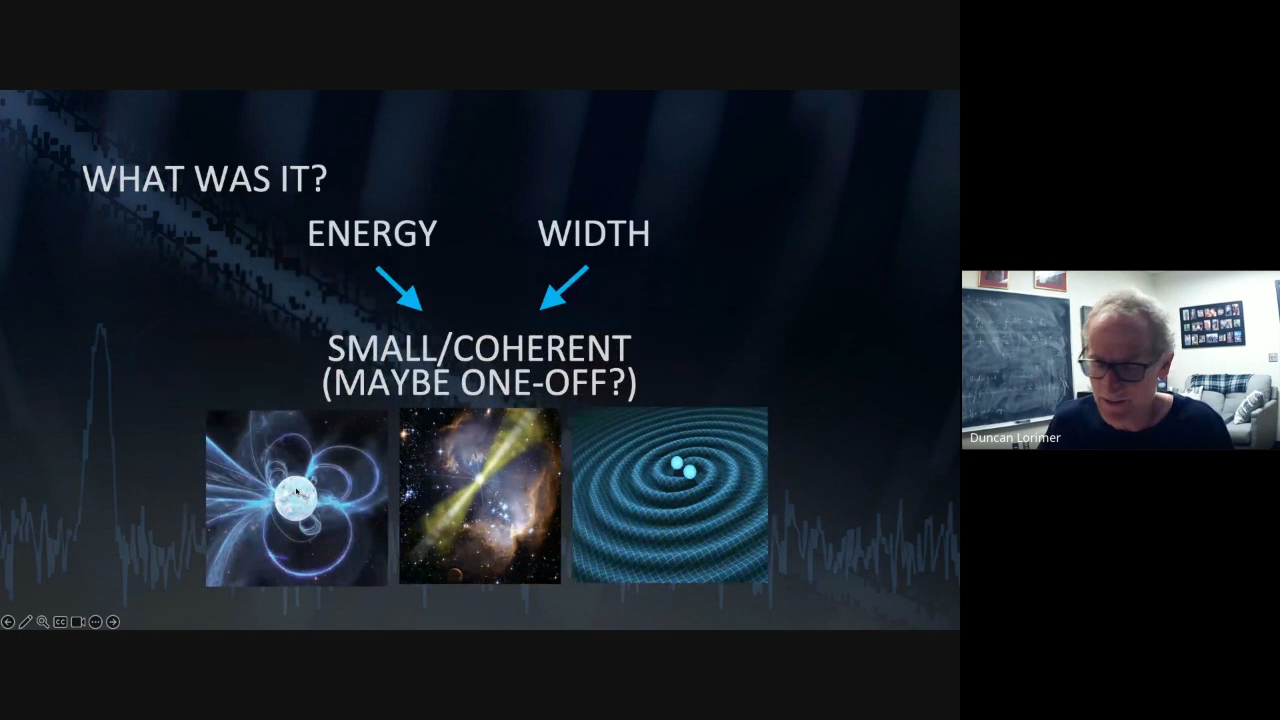 WHAT WAS IT?
ENERGY WIDTH
SMALL/COHERENT
(MAYBE ONE-OFF?)
Duncan Lorimer